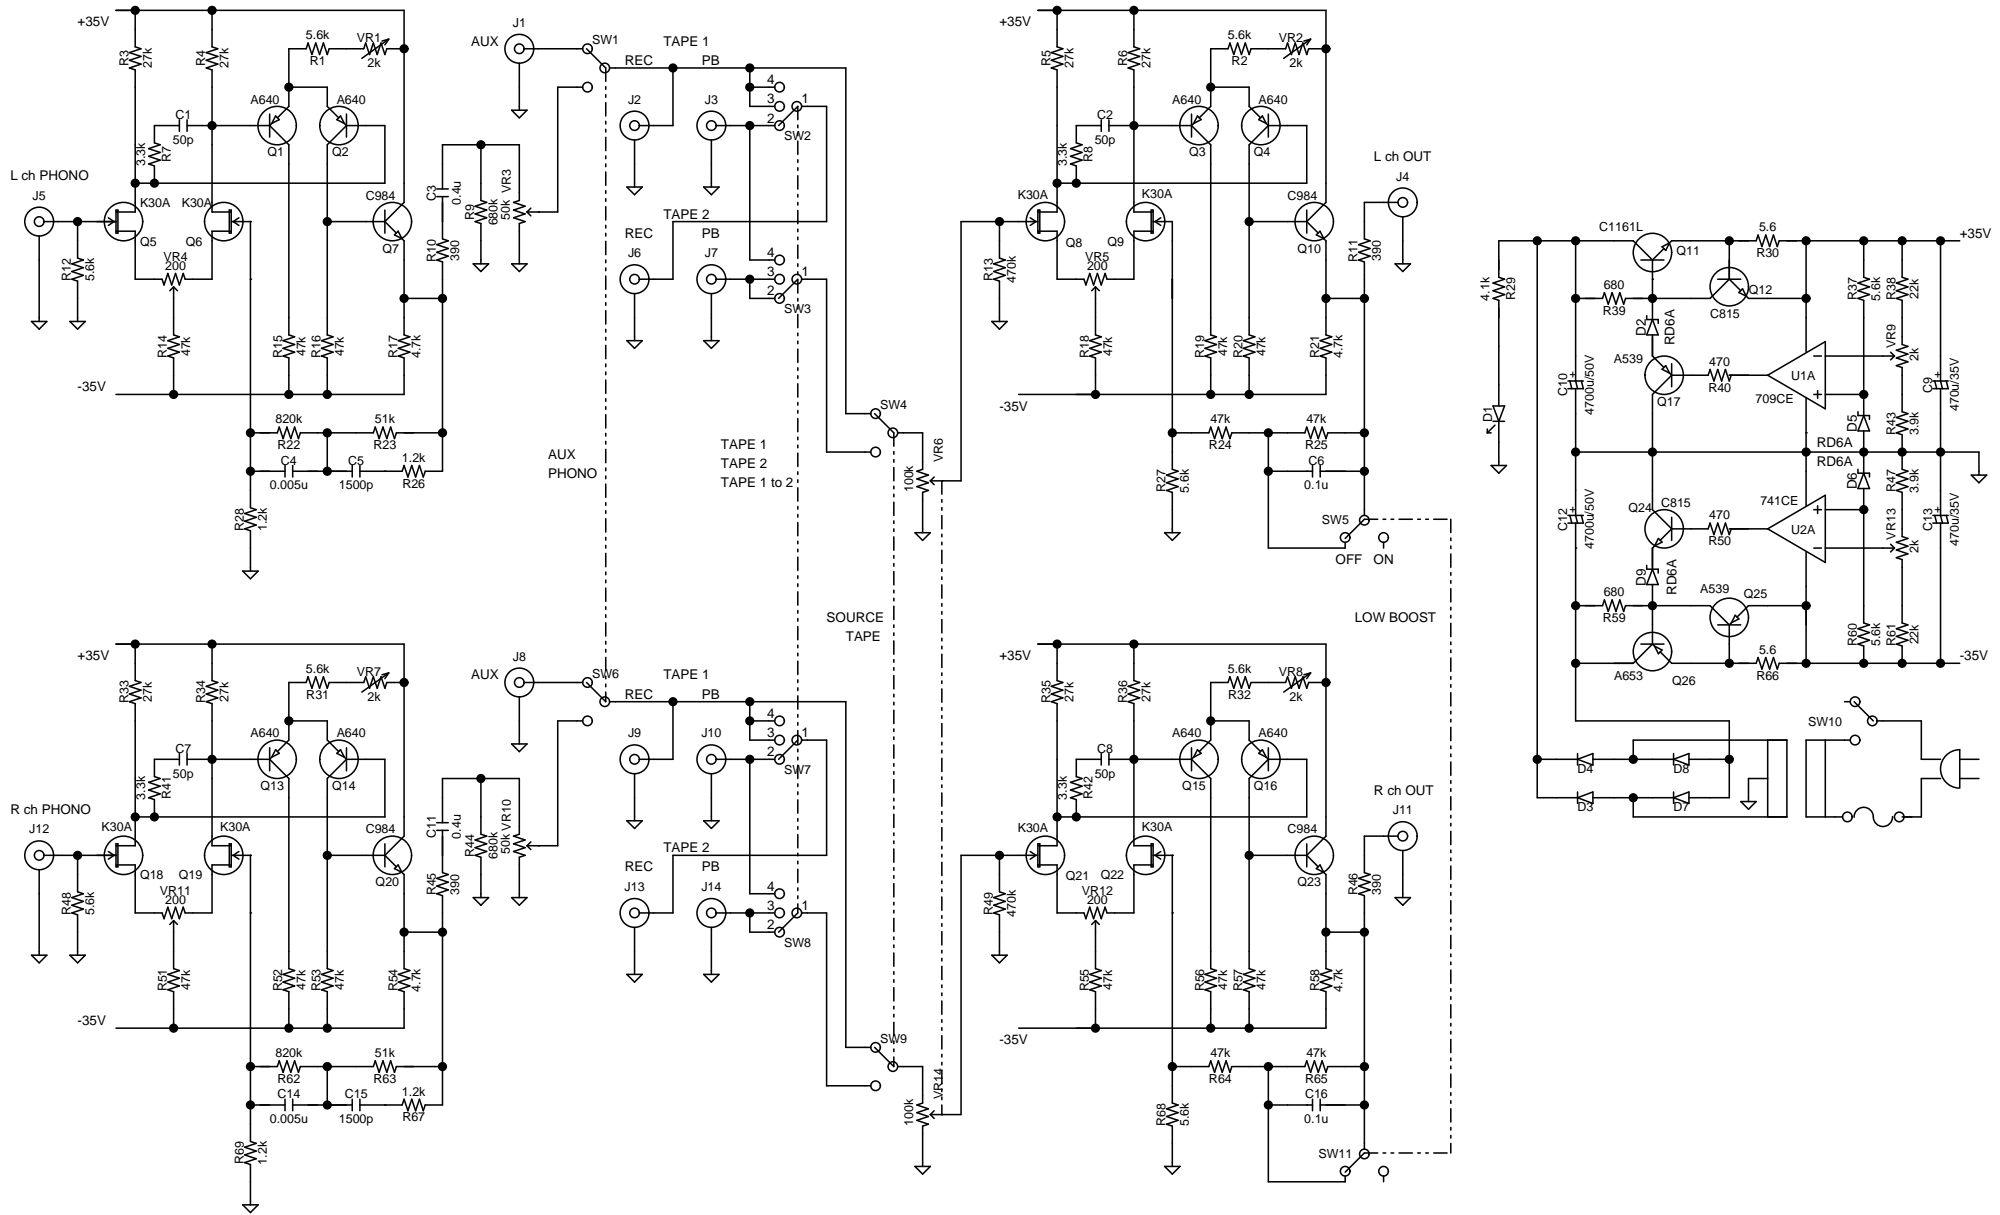 +35V
R3
27k
R4
27k
5.6k
R1
VR1
2k
A640
A640
C1
50p
Q1
Q2
3.3k
R7
L ch PHONO
J5
K30A
K30A
Q5
Q6
C984
Q7
R12
5.6k
VR4
200
R14
47k
R15
47k
R16
47k
R17
4.7k
-35V
820k
R22
51k
R23
C4
0.005u
C5
1500p
1.2k
R26
R28
1.2k
C3
0.4u
R10
390
R9
680k
50k
VR3
AUX
J1
SW1
TAPE 1
REC
PB
J2
J3
4
3
2
1
SW2
TAPE 2
REC
PB
J6
J7
4
3
2
1
SW3
AUX
PHONO
TAPE 1
TAPE 2
TAPE 1 to 2
SW4
VR6
100k
SOURCE
TAPE
+35V
R5
27k
R6
27k
5.6k
R2
VR2
2k
A640
A640
C2
50p
Q3
Q4
3.3k
R8
K30A
K30A
Q8
Q9
C984
Q10
L ch OUT
J4
R11
390
R13
470k
VR5
200
R18
47k
R19
47k
R20
47k
R21
4.7k
-35V
47k
R24
47k
R25
C6
0.1u
R27
5.6k
SW5
OFF
ON
LOW BOOST
C1161L
Q11
5.6
R30
+35V
4.1k
R29
680
R39
Q12
C815
D2
RD6A
R37
5.6k
R38
22k
VR9
2k
A539
Q17
470
R40
U1A
709CE
C10
4700u/50V
C9
470u/35V
D1
D5
R43
3.9k
RD6A
RD6A
D6
R47
3.9k
741CE
U2A
Q24
C815
470
R50
C12
4700u/50V
VR13
2k
C13
470u/35V
D9
RD6A
680
R59
A539
Q25
R60
5.6k
R61
22k
A653
Q26
5.6
R66
-35V
SW10
D4
D8
D3
D7
+35V
R33
27k
R34
27k
5.6k
R31
VR7
2k
A640
A640
C7
50p
Q13
Q14
3.3k
R41
R ch PHONO
J12
K30A
K30A
Q18
Q19
C984
Q20
R48
5.6k
VR11
200
R51
47k
R52
47k
R53
47k
R54
4.7k
-35V
820k
R62
51k
R63
C14
0.005u
C15
1500p
1.2k
R67
R69
1.2k
C11
0.4u
R45
390
R44
680k
50k
VR10
AUX
J8
SW6
TAPE 1
REC
PB
J9
J10
4
3
2
1
SW7
TAPE 2
REC
PB
J13
J14
4
3
2
1
SW8
SW9
VR14
100k
+35V
R35
27k
R36
27k
5.6k
R32
VR8
2k
A640
A640
C8
50p
Q15
Q16
3.3k
R42
K30A
K30A
Q21
Q22
C984
Q23
R ch OUT
J11
R46
390
R49
470k
VR12
200
R55
47k
R56
47k
R57
47k
R58
4.7k
-35V
47k
R64
47k
R65
C16
0.1u
R68
5.6k
SW11